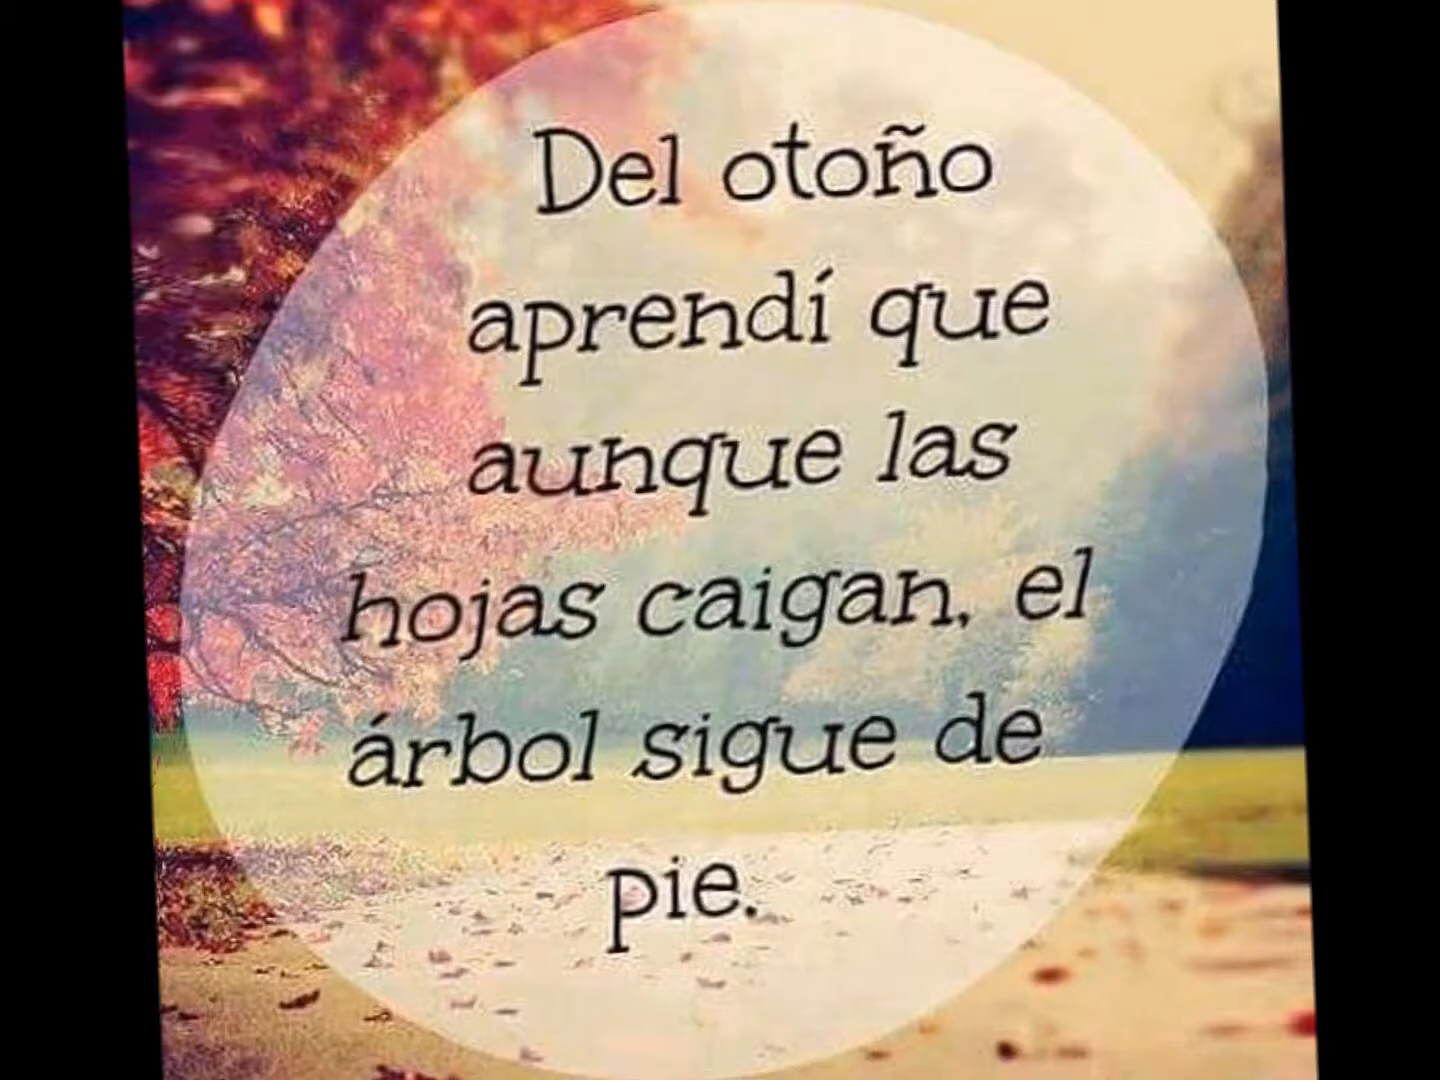 Del otoño
aprendí que
aunque las
hojas caigan, el
árbol sigue de
pie.